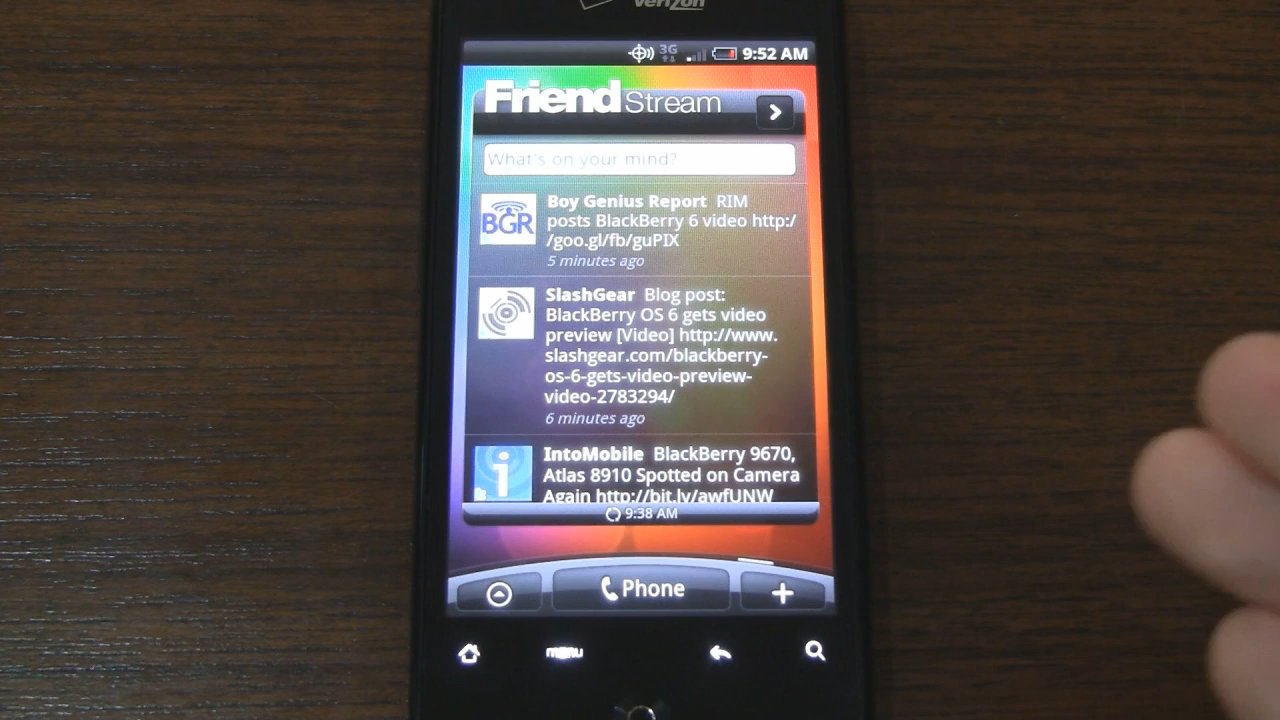 verizon
3G 9:52 AM
Friend Stream
What's on your mind?
BGR
Boy Genius Report RIM
posts BlackBerry 6 video http:/
/goo.gl/fb/guPIX
5 minutes ago
SlashGear Blog post:
BlackBerry OS 6 gets video
preview [Video] http://www.
slashgear.com/blackberry-
os-6-gets-video-preview-
video-2783294/
6 minutes ago
i
IntoMobile BlackBerry 9670,
Atlas 8910 Spotted on Camera
Again http://bit.ly/awfUNW
9:38 AM
Phone
menu